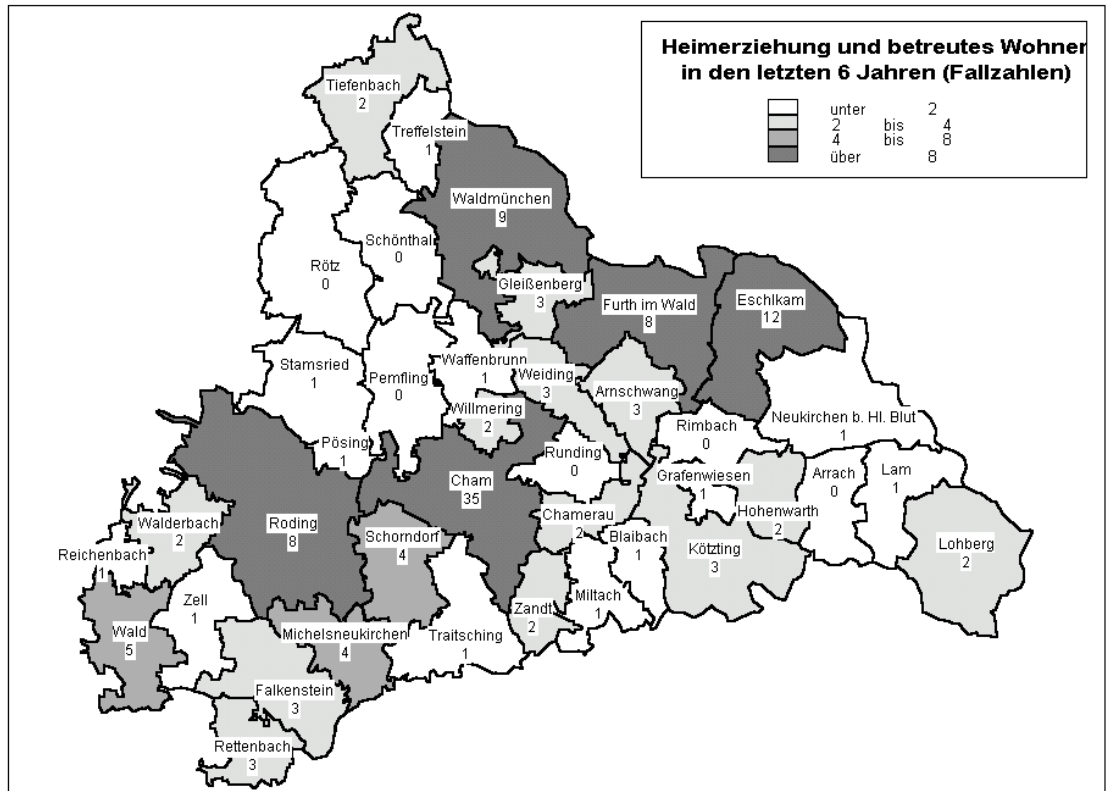 Heimerziehung und betreutes Wohnen
in den letzten 6 Jahren (Fallzahlen)
unter 2
2 bis 4
4 bis 8
über 8
Tiefenbach
2
Treffelstein
1
Waldmünchen
9
Schönthal
0
Rötz
0
Gleißenberg
3
Furth im Wald
8
Eschlkam
12
Stamsried
1
Pemfling
0
Waffenbrunn
1
Weiding
3
Arnschwang
3
Willmering
2
Neukirchen b. Hl. Blut
1
Rimbach
0
Pösing
1
Runding
0
Cham
35
Grafenwiesen
1
Arrach
0
Lam
1
Hohenwarth
2
Chamerau
2
Walderbach
2
Roding
8
Schorndorf
4
Blaibach
1
Kötzting
3
Lohberg
2
Reichenbach
1
Zell
1
Zandt
2
Miltach
1
Wald
5
Michelsneukirchen
4
Traitsching
1
Falkenstein
3
Rettenbach
3